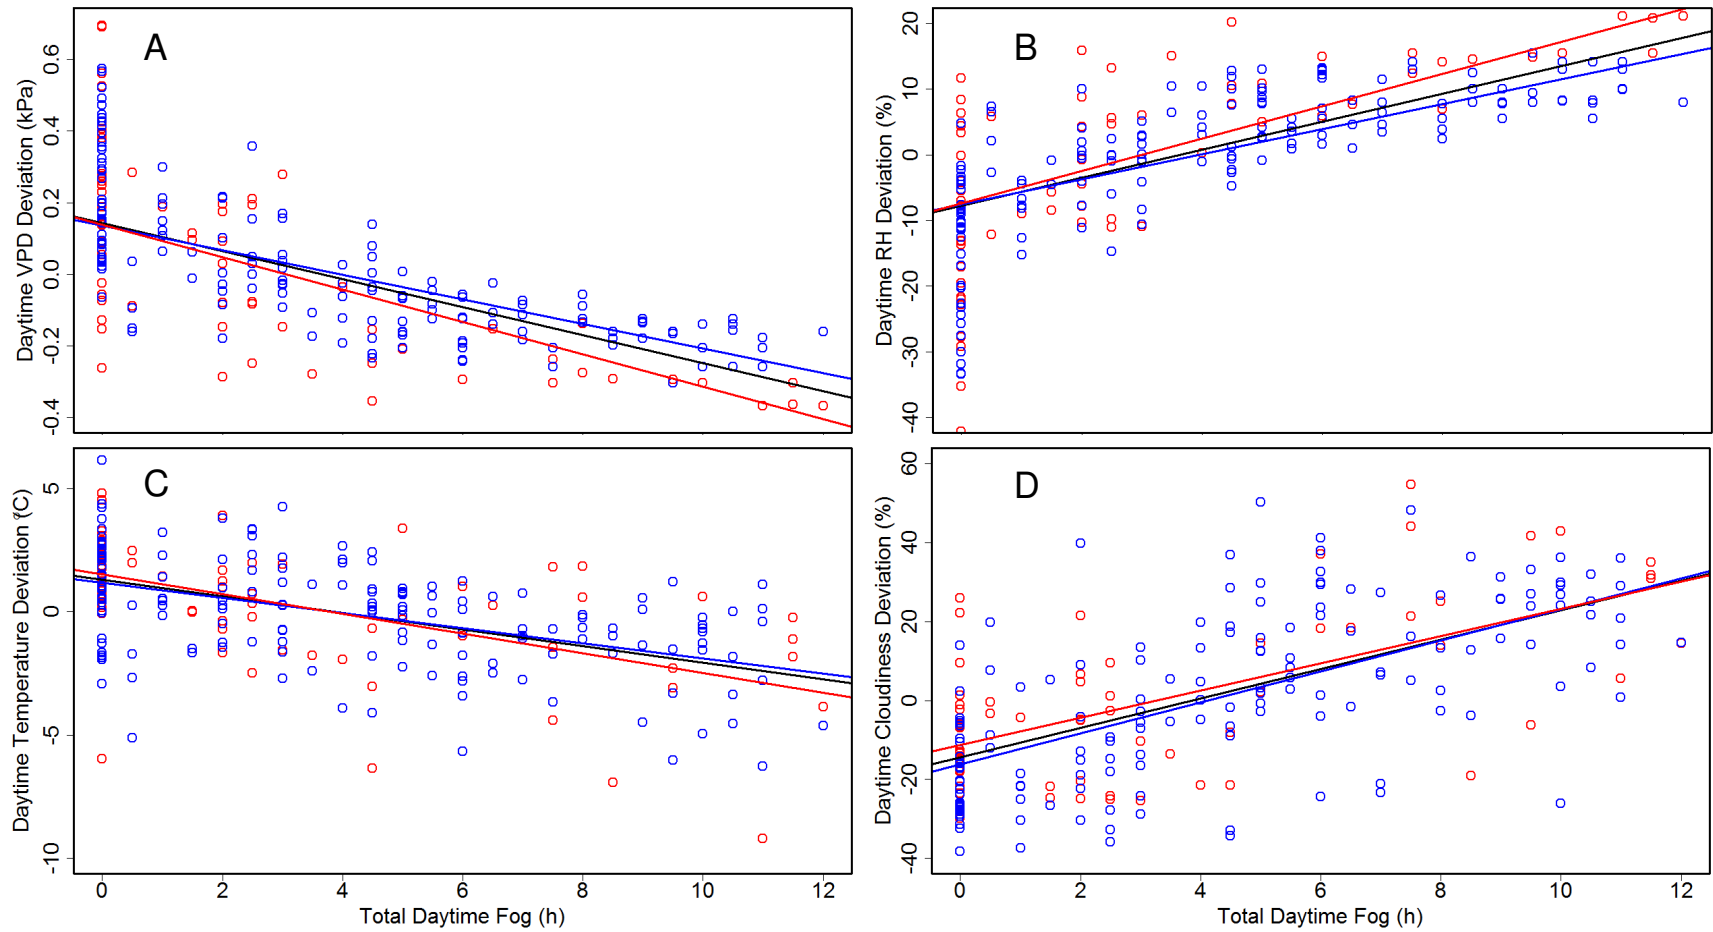 A
Daytime VPD Deviation (kPa)
0.6
0.4
0.2
0.0
-0.2
-0.4
B
Daytime RH Deviation (%)
20
10
0
-10
-20
-30
-40
C
Daytime Temperature Deviation (°C)
5
0
-5
-10
0 2 4 6 8 10 12
Total Daytime Fog (h)
D
Daytime Cloudiness Deviation (%)
60
40
20
0
-20
-40
0 2 4 6 8 10 12
Total Daytime Fog (h)